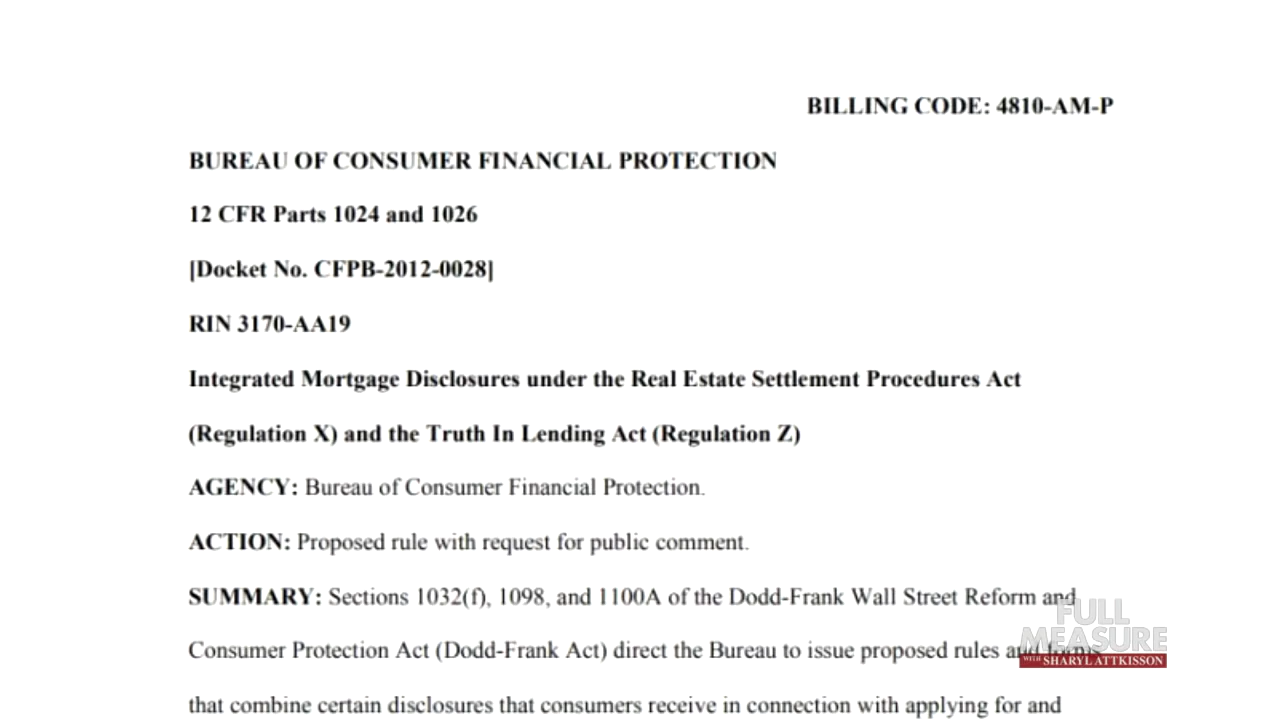 BILLING CODE: 4810-AM-P
BUREAU OF CONSUMER FINANCIAL PROTECTION
12 CFR Parts 1024 and 1026
[Docket No. CFPB-2012-0028]
RIN 3170-AA19
Integrated Mortgage Disclosures under the Real Estate Settlement Procedures Act
(Regulation X) and the Truth In Lending Act (Regulation Z)
AGENCY: Bureau of Consumer Financial Protection.
ACTION: Proposed rule with request for public comment.
SUMMARY: Sections 1032(f), 1098, and 1100A of the Dodd-Frank Wall Street Reform and
Consumer Protection Act (Dodd-Frank Act) direct the Bureau to issue proposed rules and
that combine certain disclosures that consumers receive in connection with applying for and
FULL
MEASURE
WITH SHARYL ATTKISSON